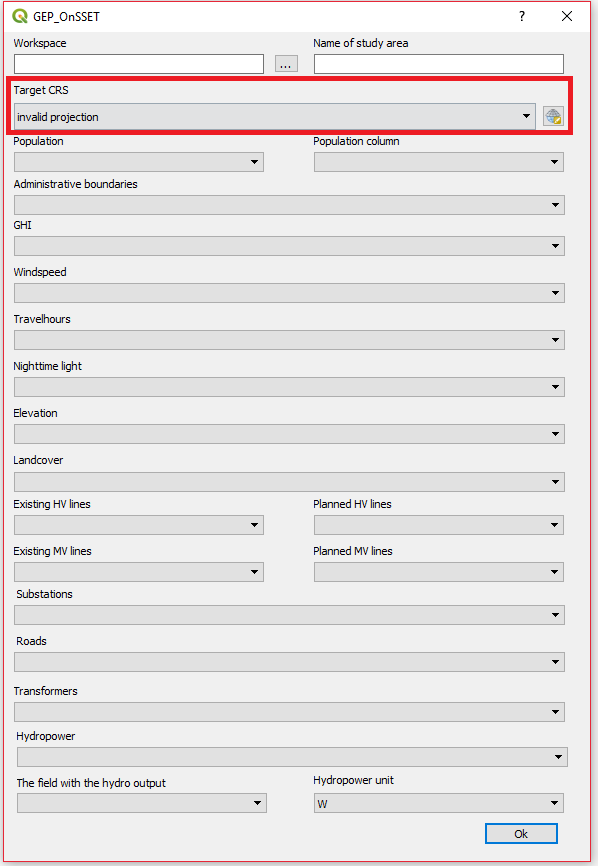 GEP_OnSSET ?
Workspace Name of study area
...
Target CRS
invalid projection
Population Population column
Administrative boundaries
GHI
Windspeed
Travelhours
Nighttime light
Elevation
Landcover
Existing HV lines Planned HV lines
Existing MV lines Planned MV lines
Substations
Roads
Transformers
Hydropower
The field with the hydro output Hydropower unit
W
Ok